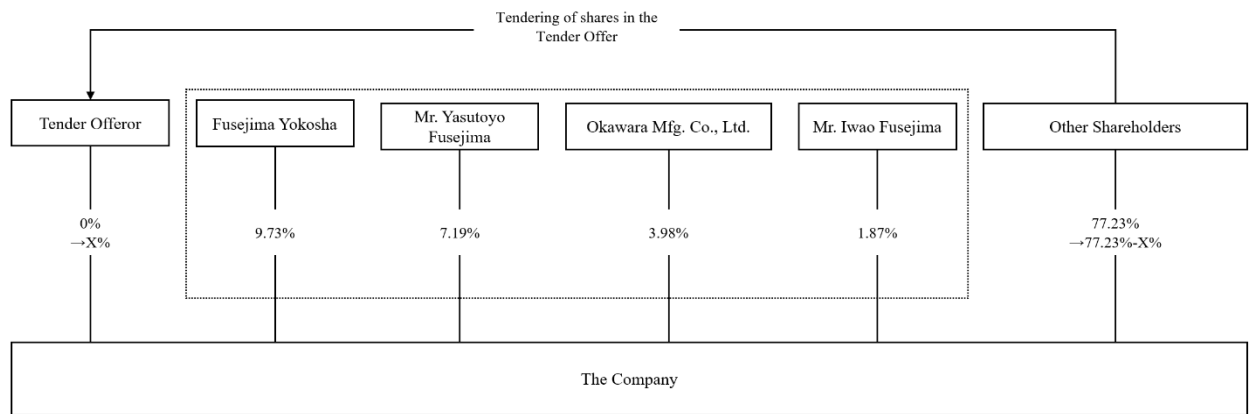 Tendering of shares in the
Tender Offer
Tender Offeror
Fusejima Yokosha
Mr. Yasutoyo
Fusejima
Okawara Mfg. Co., Ltd.
Mr. Iwao Fusejima
Other Shareholders
0%
→X%
9.73%
7.19%
3.98%
1.87%
77.23%
→77.23%-X%
The Company